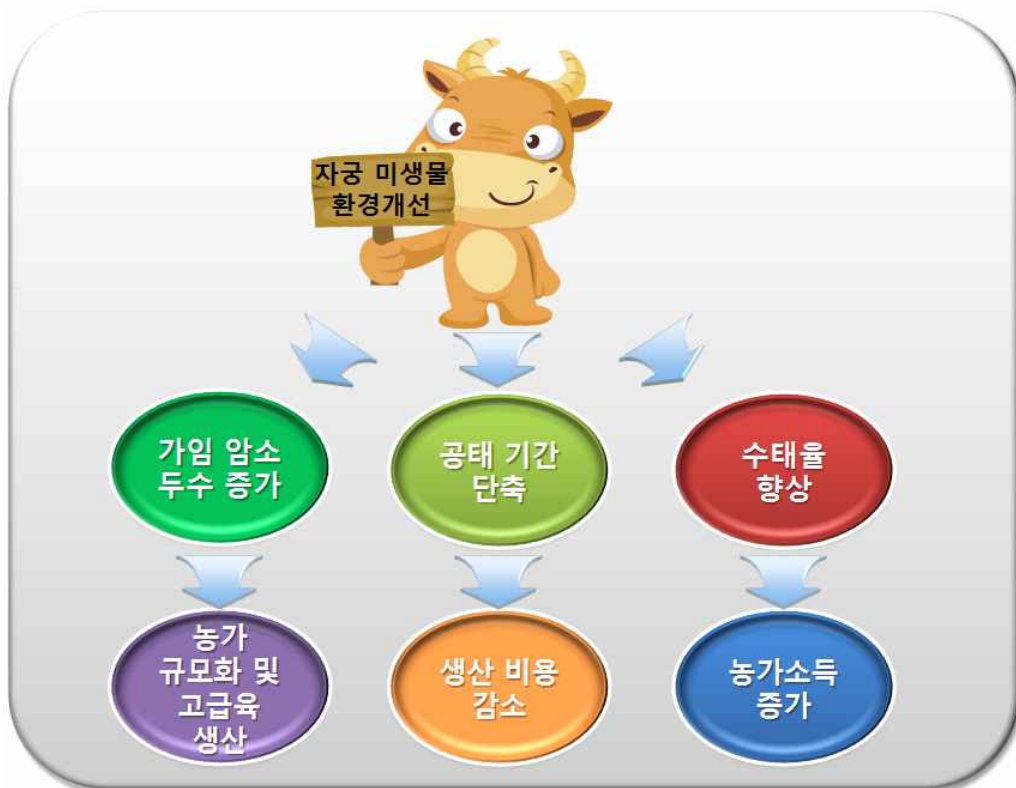 자궁 미생물
환경개선
가임 암소
두수 증가
공태 기간
단축
수태율
향상
농가
규모화 및
고급육
생산
생산 비용
감소
농가소득
증가